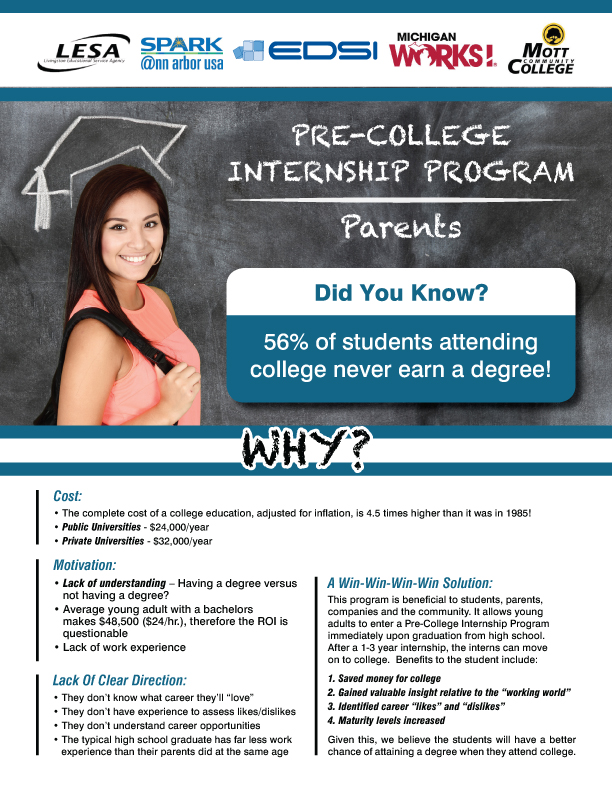 LESA
Livingston Educational Service Agency
SPARK
@nn arbor usa
EDSI
MICHIGAN
WORKS!
MOTT
COMMUNITY
COLLEGE
PRE-COLLEGE
INTERNSHIP PROGRAM
Parents
Did You Know?
56% of students attending
college never earn a degree!
WHY?
Cost:
• The complete cost of a college education, adjusted for inflation, is 4.5 times higher than it was in 1985!
• Public Universities - $24,000/year
• Private Universities - $32,000/year
Motivation:
• Lack of understanding – Having a degree versus
not having a degree?
• Average young adult with a bachelors
makes $48,500 ($24/hr.), therefore the ROI is
questionable
• Lack of work experience
Lack Of Clear Direction:
• They don't know what career they'll "love"
• They don't have experience to assess likes/dislikes
• They don't understand career opportunities
• The typical high school graduate has far less work
experience than their parents did at the same age
A Win-Win-Win-Win Solution:
This program is beneficial to students, parents,
companies and the community. It allows young
adults to enter a Pre-College Internship Program
immediately upon graduation from high school.
After a 1-3 year internship, the interns can move
on to college. Benefits to the student include:
1. Saved money for college
2. Gained valuable insight relative to the "working world"
3. Identified career "likes" and "dislikes"
4. Maturity levels increased
Given this, we believe the students will have a better
chance of attaining a degree when they attend college.